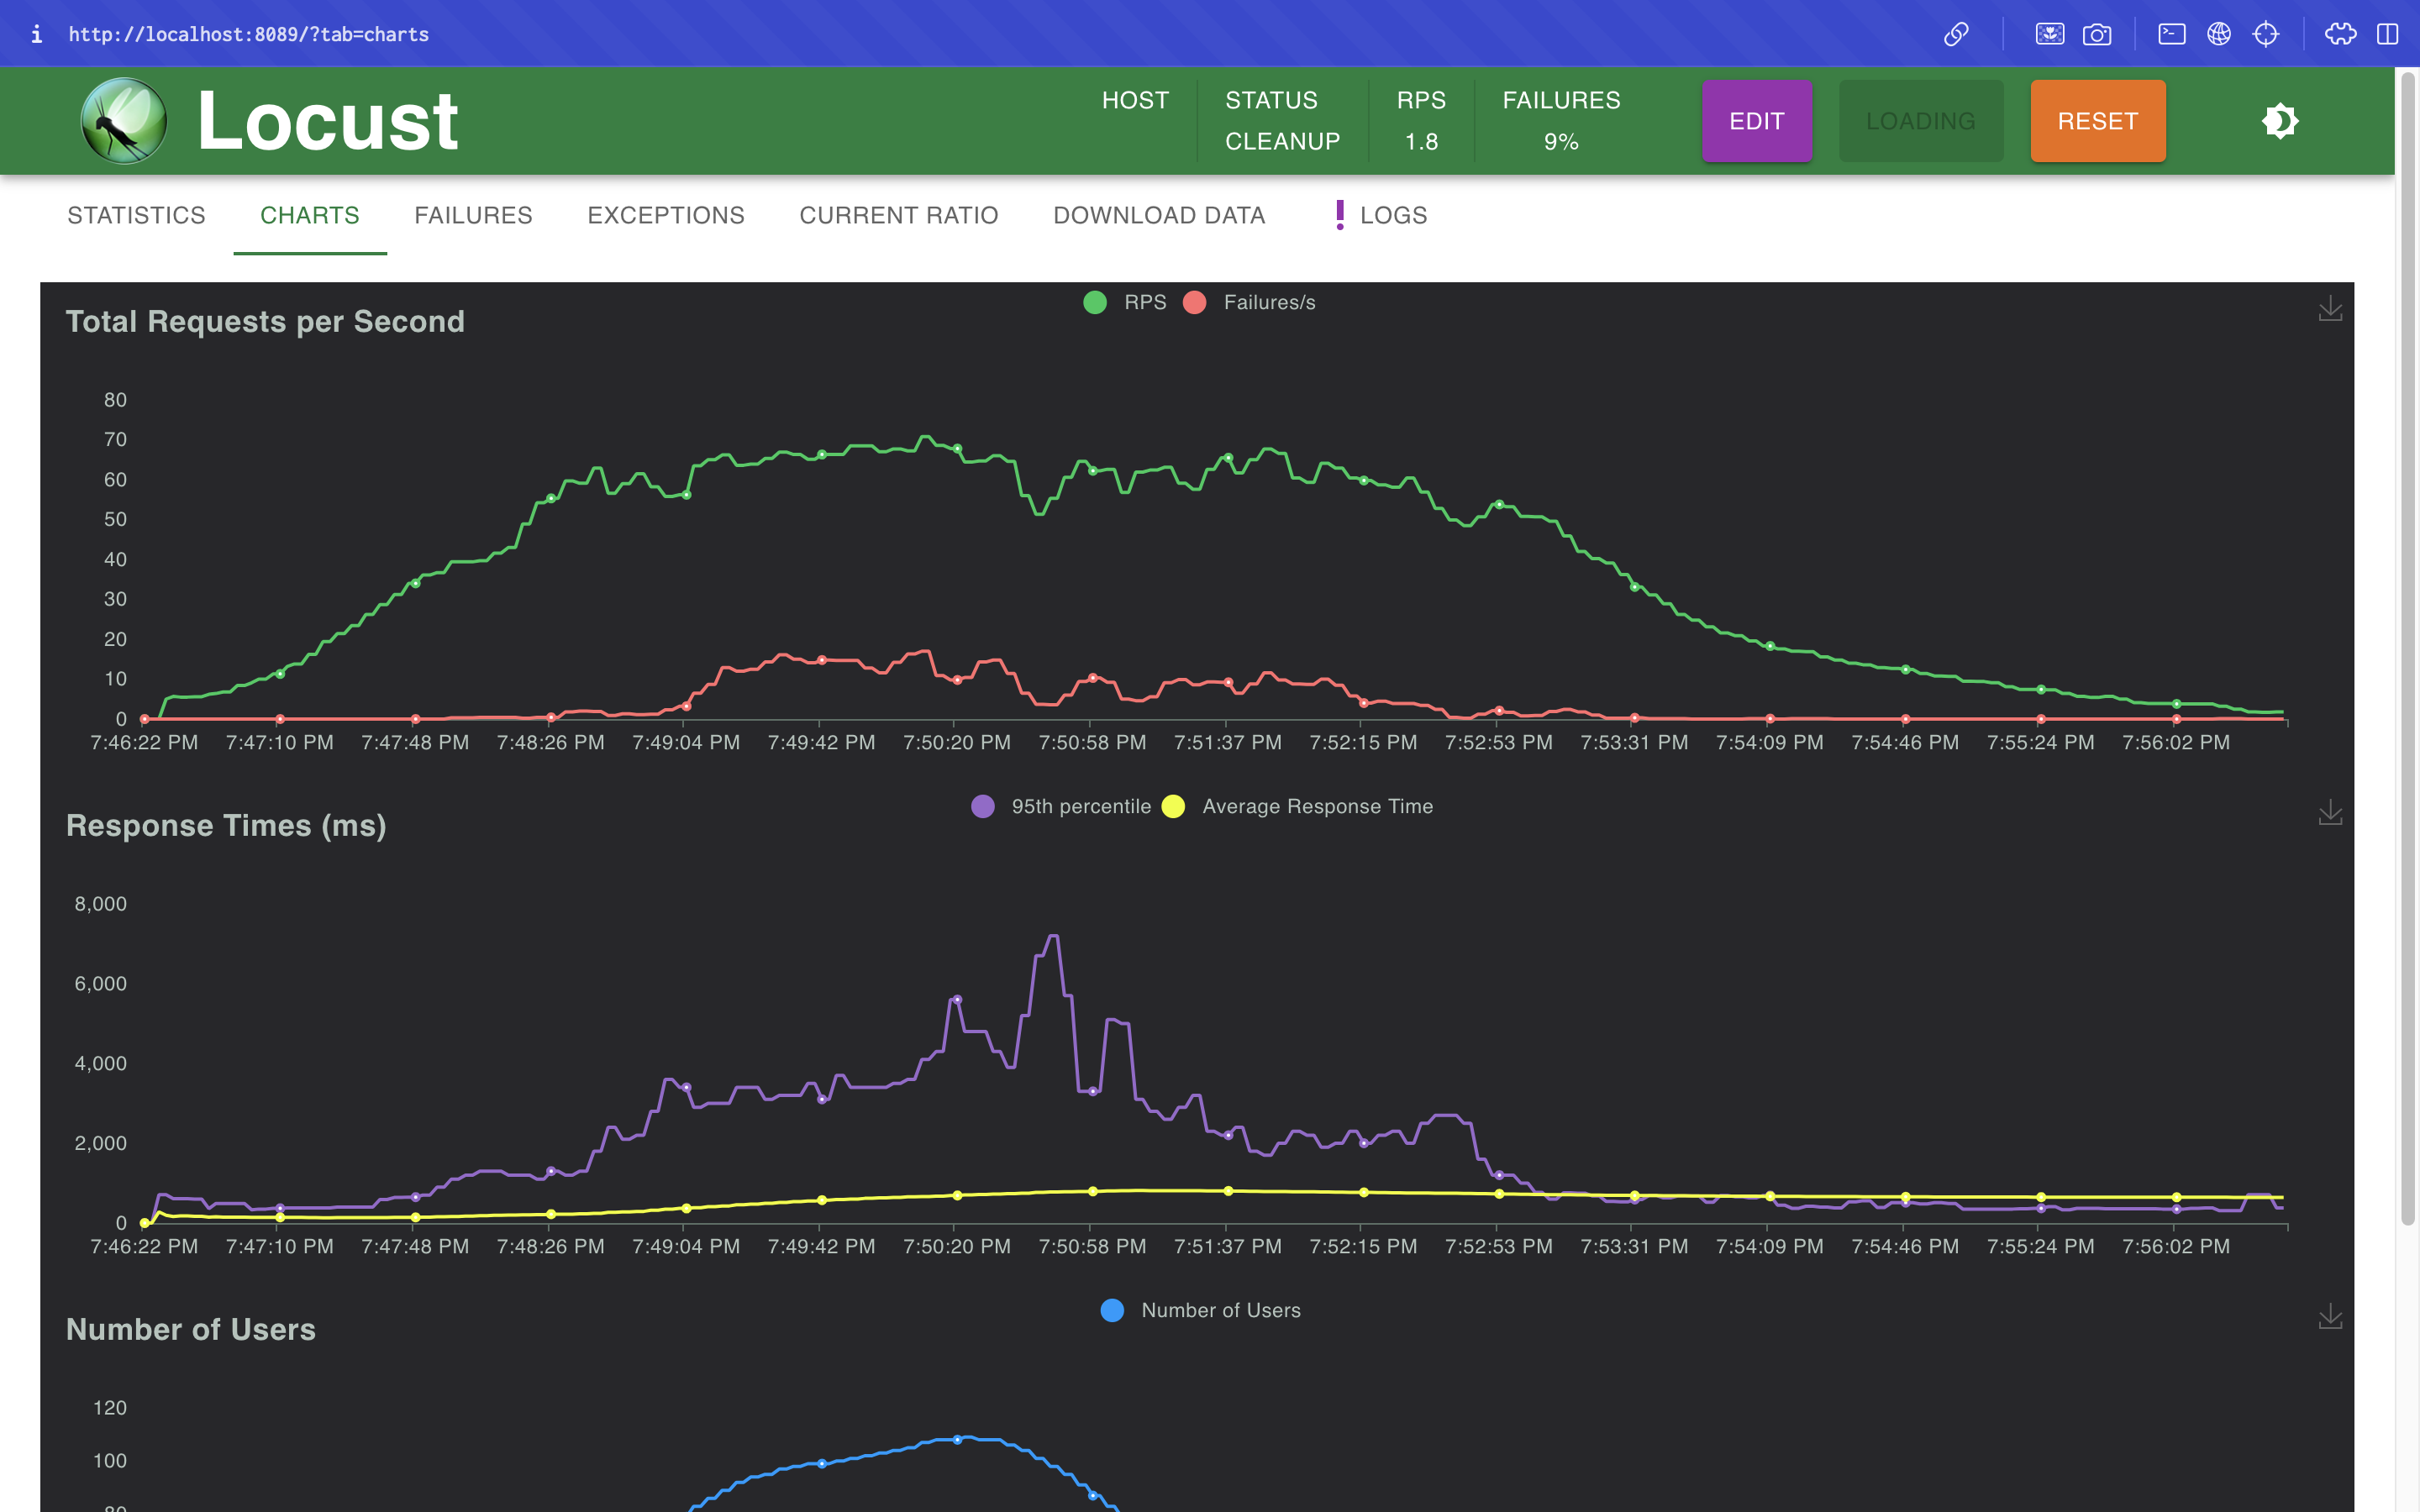 i http://localhost:8089/?tab=charts
Locust
HOST STATUS RPS FAILURES
CLEANUP 1.8 9%
EDIT LOADING RESET
STATISTICS CHARTS FAILURES EXCEPTIONS CURRENT RATIO DOWNLOAD DATA ! LOGS
RPS Failures/s
Total Requests per Second
80
70
60
50
40
30
20
10
0
7:46:22 PM 7:47:10 PM 7:47:48 PM 7:48:26 PM 7:49:04 PM 7:49:42 PM 7:50:20 PM 7:50:58 PM 7:51:37 PM 7:52:15 PM 7:52:53 PM 7:53:31 PM 7:54:09 PM 7:54:46 PM 7:55:24 PM 7:56:02 PM
95th percentile Average Response Time
Response Times (ms)
8,000
6,000
4,000
2,000
0
7:46:22 PM 7:47:10 PM 7:47:48 PM 7:48:26 PM 7:49:04 PM 7:49:42 PM 7:50:20 PM 7:50:58 PM 7:51:37 PM 7:52:15 PM 7:52:53 PM 7:53:31 PM 7:54:09 PM 7:54:46 PM 7:55:24 PM 7:56:02 PM
Number of Users
Number of Users
120
100
80